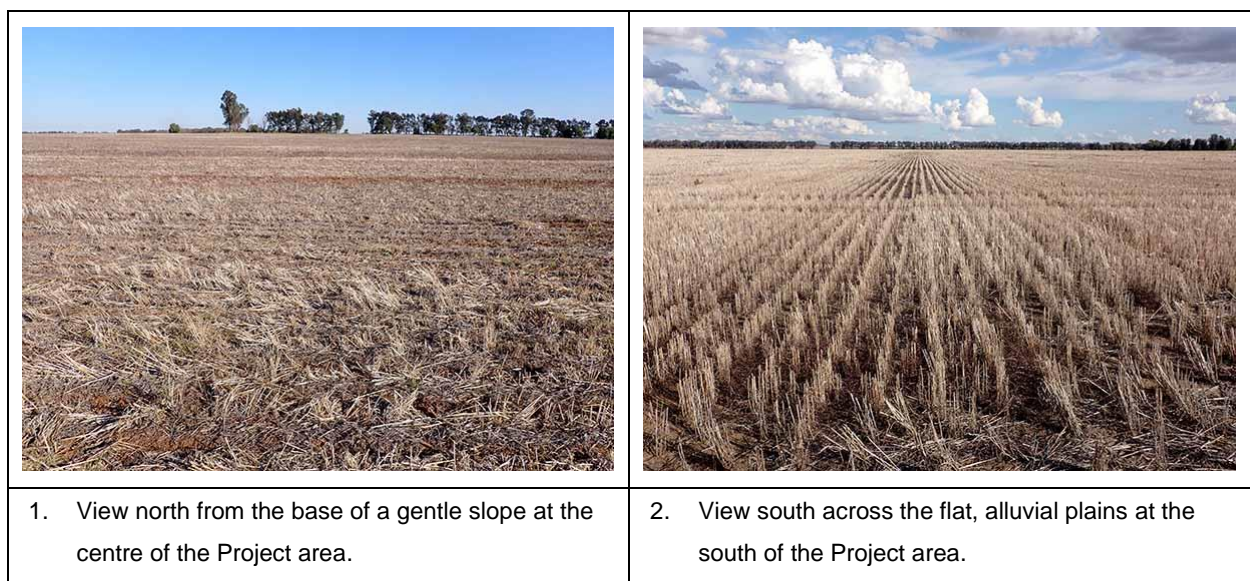 1. View north from the base of a gentle slope at the
centre of the Project area.
2. View south across the flat, alluvial plains at the
south of the Project area.